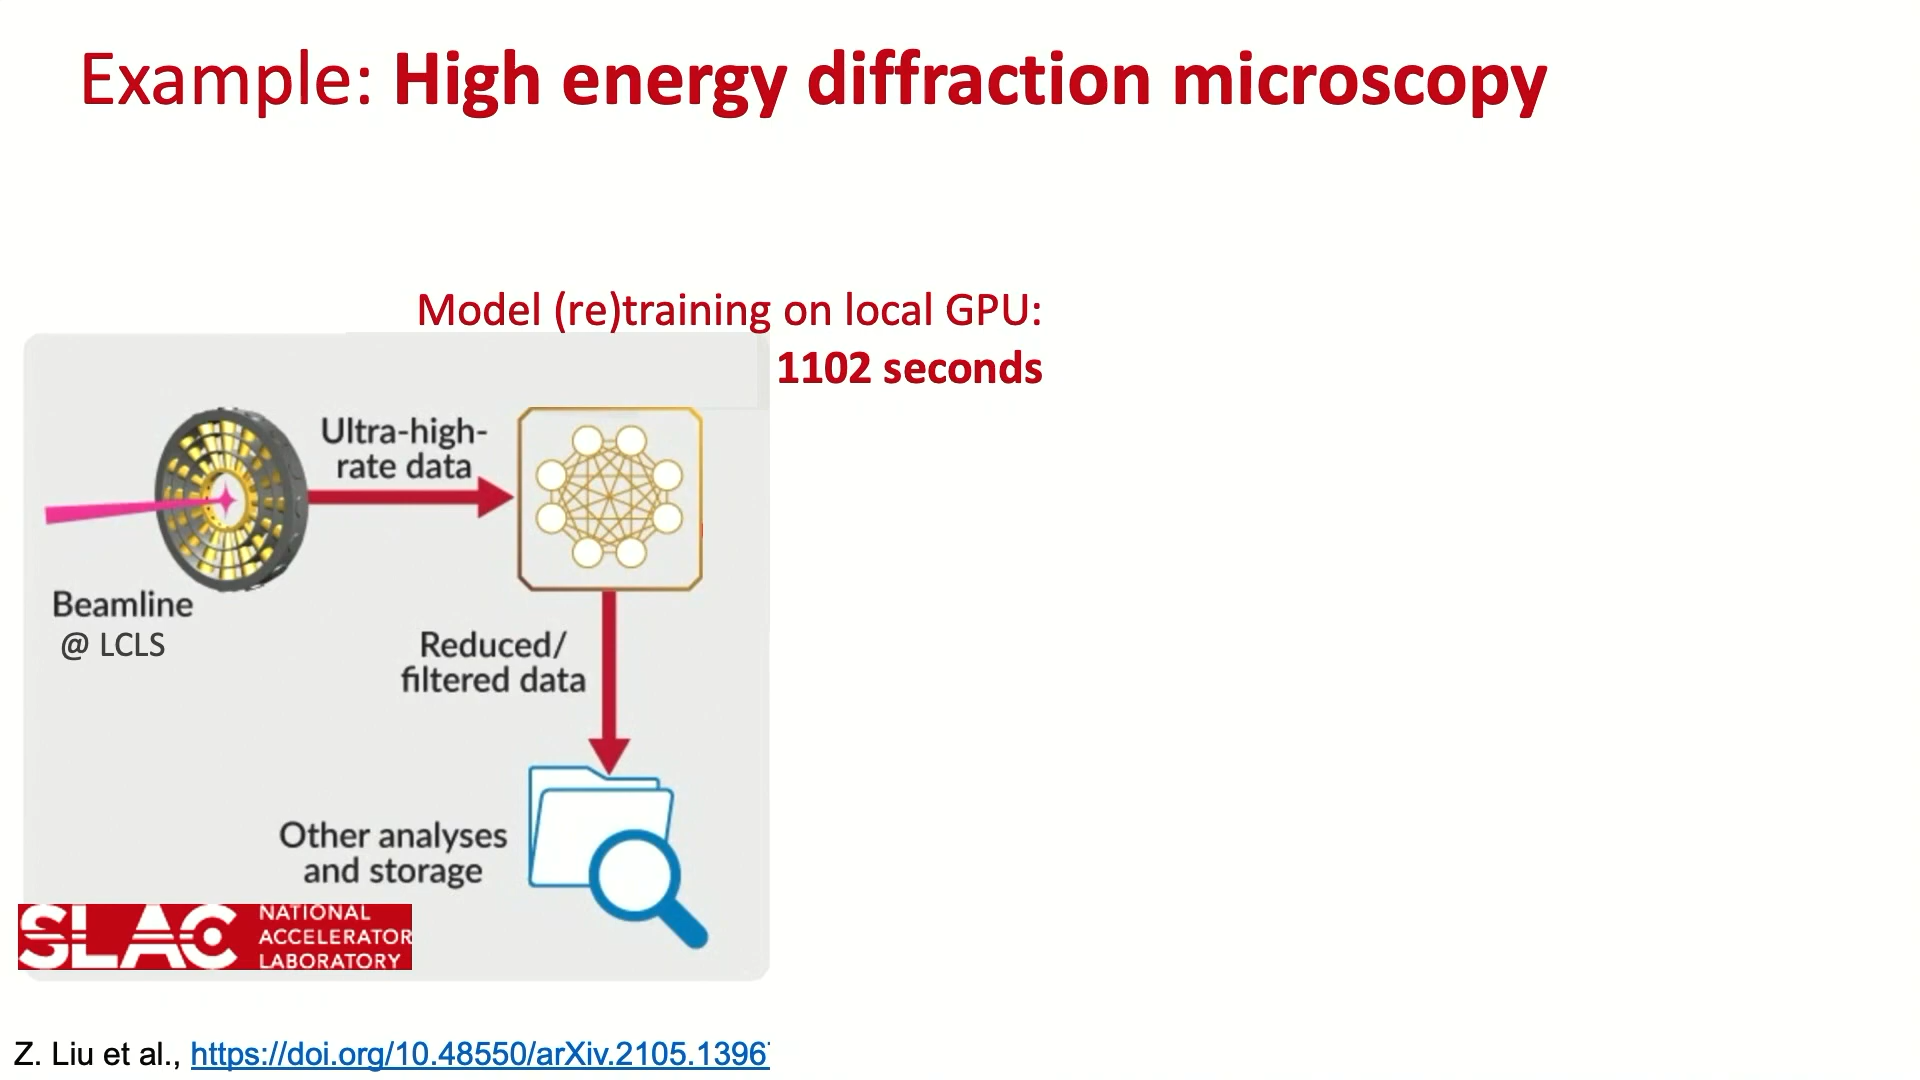 Example: High energy diffraction microscopy
Model (re)training on local GPU:
1102 seconds
Ultra-high-
rate data
Beamline
@ LCLS
Reduced/
filtered data
Other analyses
and storage
SLAC
NATIONAL
ACCELERATOR
LABORATORY
Z. Liu et al., https://doi.org/10.48550/arXiv.2105.1396